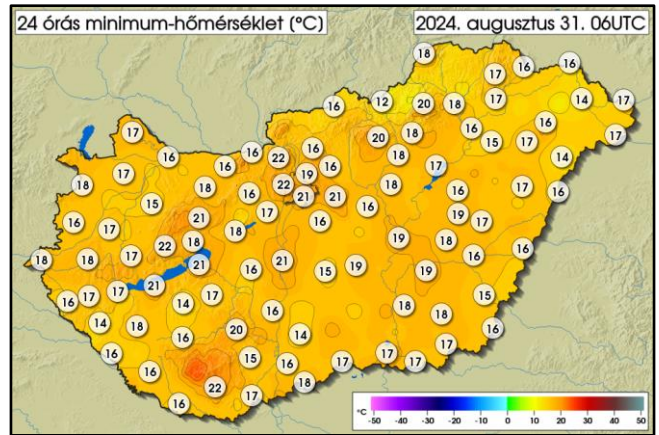 24 órás minimum-hőmérséklet (°C)
2024. augusztus 31. 06UTC
18
17 16 16
16 12 20 18 17 14 17
17 16 16 22 16 20 18 16 15 16 17 17
18 17 18 16 22 19 16 18 17 14
15 16 21 21 18 16 17 16
16 17 21 18 17 16 16 19 17
18 18 17 22 18 21 16 21 15 19 19 18 19 16 16
16 17 17 21 14 17 16 18 18 15
14 18 16 20 14 16
16 16 15 16 17 17 17 17
16 22 17 18
°C -50 -40 -30 -20 -10 0 10 20 30 40 50